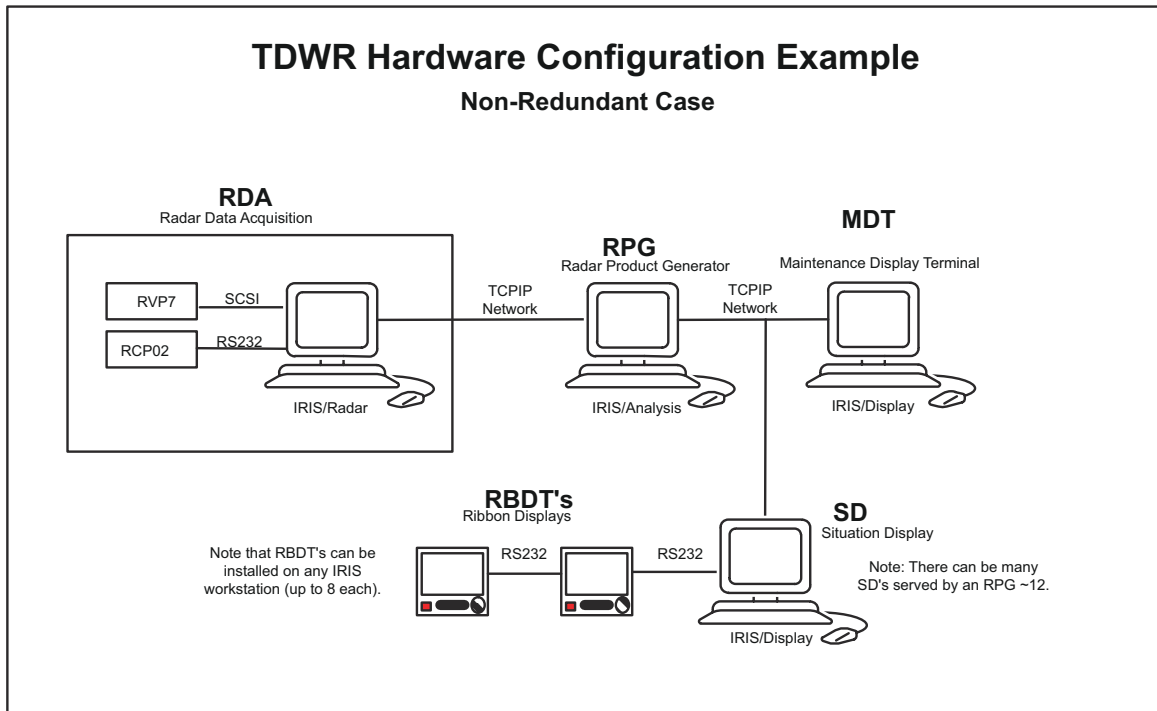 TDWR Hardware Configuration Example
Non-Redundant Case
RDA
Radar Data Acquisition
RVP7
SCSI
RCP02
RS232
IRIS/Radar
TCPIP
Network
RPG
Radar Product Generator
IRIS/Analysis
TCPIP
Network
MDT
Maintenance Display Terminal
IRIS/Display
RBDT's
Ribbon Displays
Note that RBDT's can be
installed on any IRIS
workstation (up to 8 each).
RS232
RS232
SD
Situation Display
Note: There can be many
SD's served by an RPG ~12.
IRIS/Display